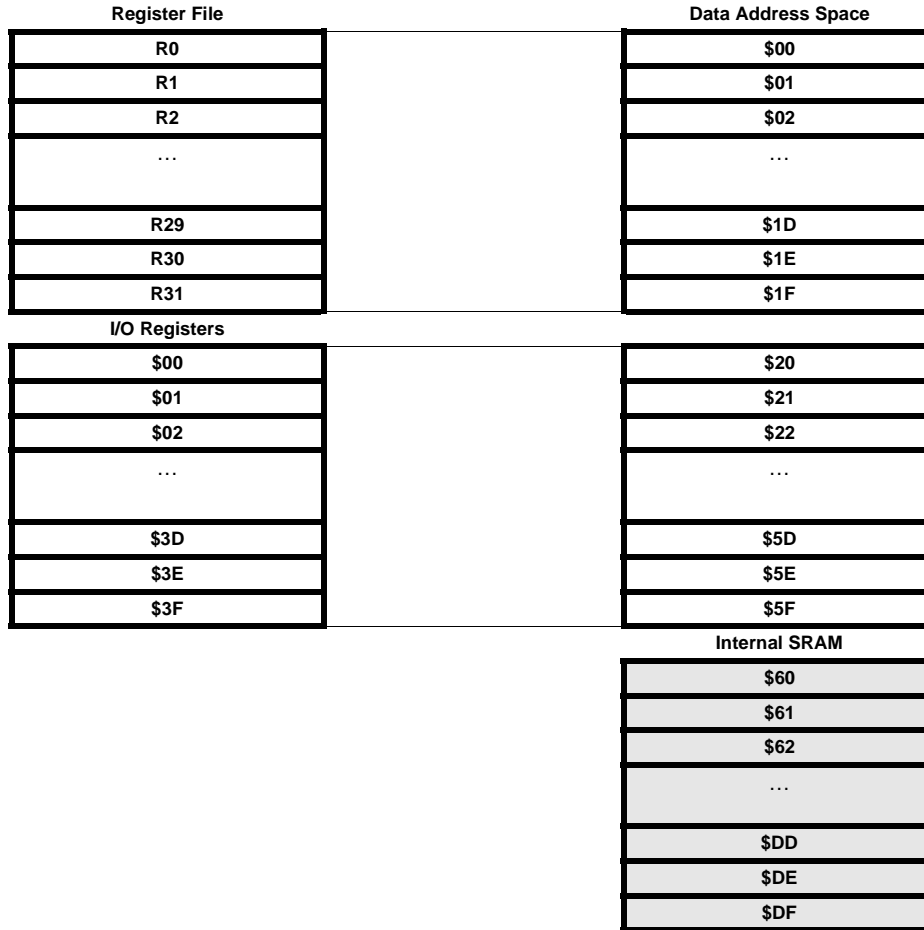 Register File Data Address Space
R0 $00
R1 $01
R2 $02
... ...
R29 $1D
R30 $1E
R31 $1F
I/O Registers
$00 $20
$01 $21
$02 $22
... ...
$3D $5D
$3E $5E
$3F $5F
Internal SRAM
$60
$61
$62
...
$DD
$DE
$DF